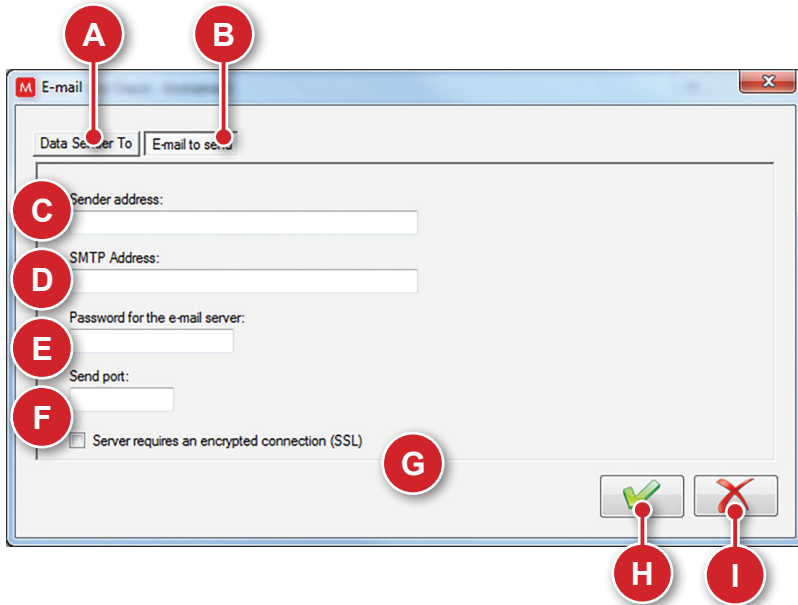 A B
M E-mail
Data Sender To E-mail to send
C Sender address:
D SMTP Address:
E Password for the e-mail server:
Send port:
F
Server requires an encrypted connection (SSL)
G
H I